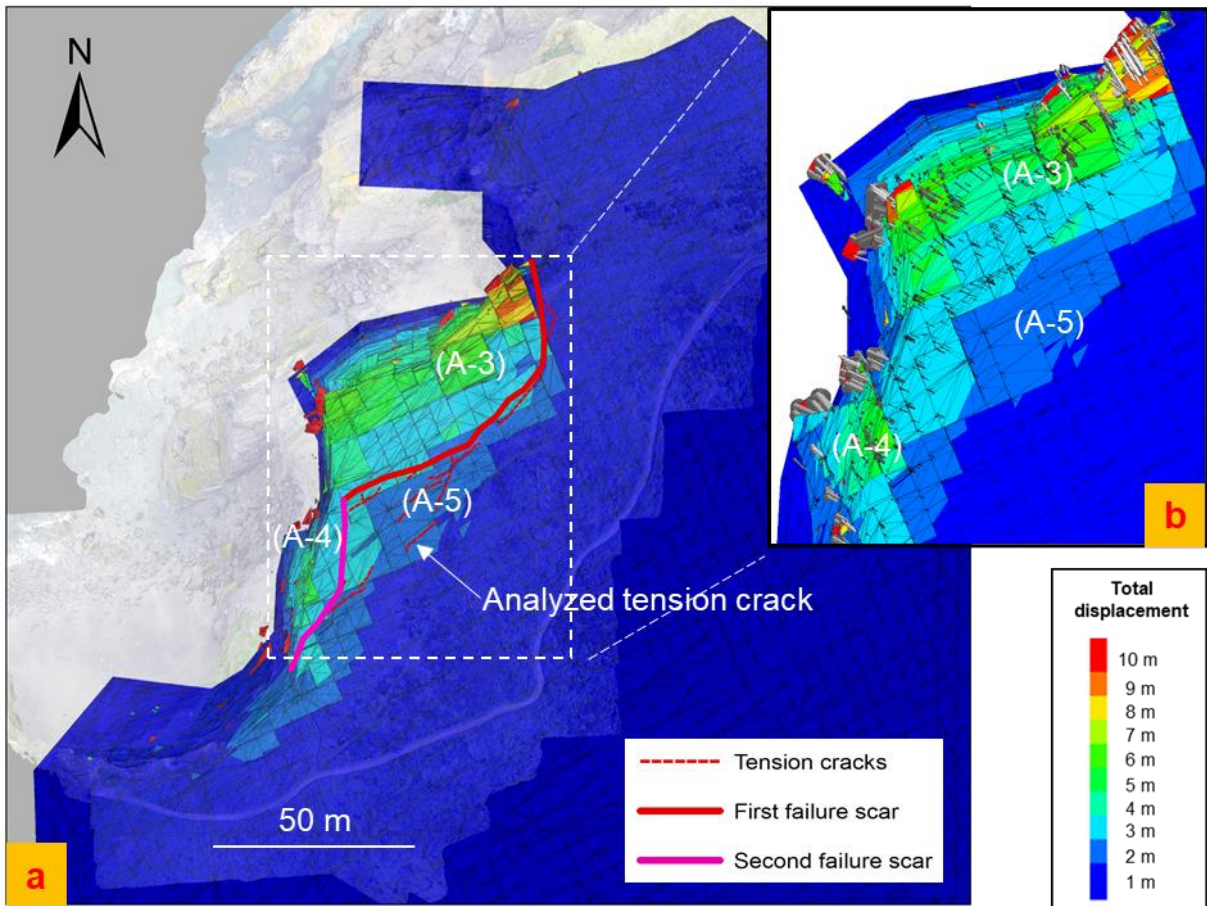 N
(A-3)
(A-5)
(A-4)
Analyzed tension crack
50 m
a
Tension cracks
First failure scar
Second failure scar
(A-3)
(A-5)
(A-4)
b
Total
displacement
10 m
9 m
8 m
7 m
6 m
5 m
4 m
3 m
2 m
1 m